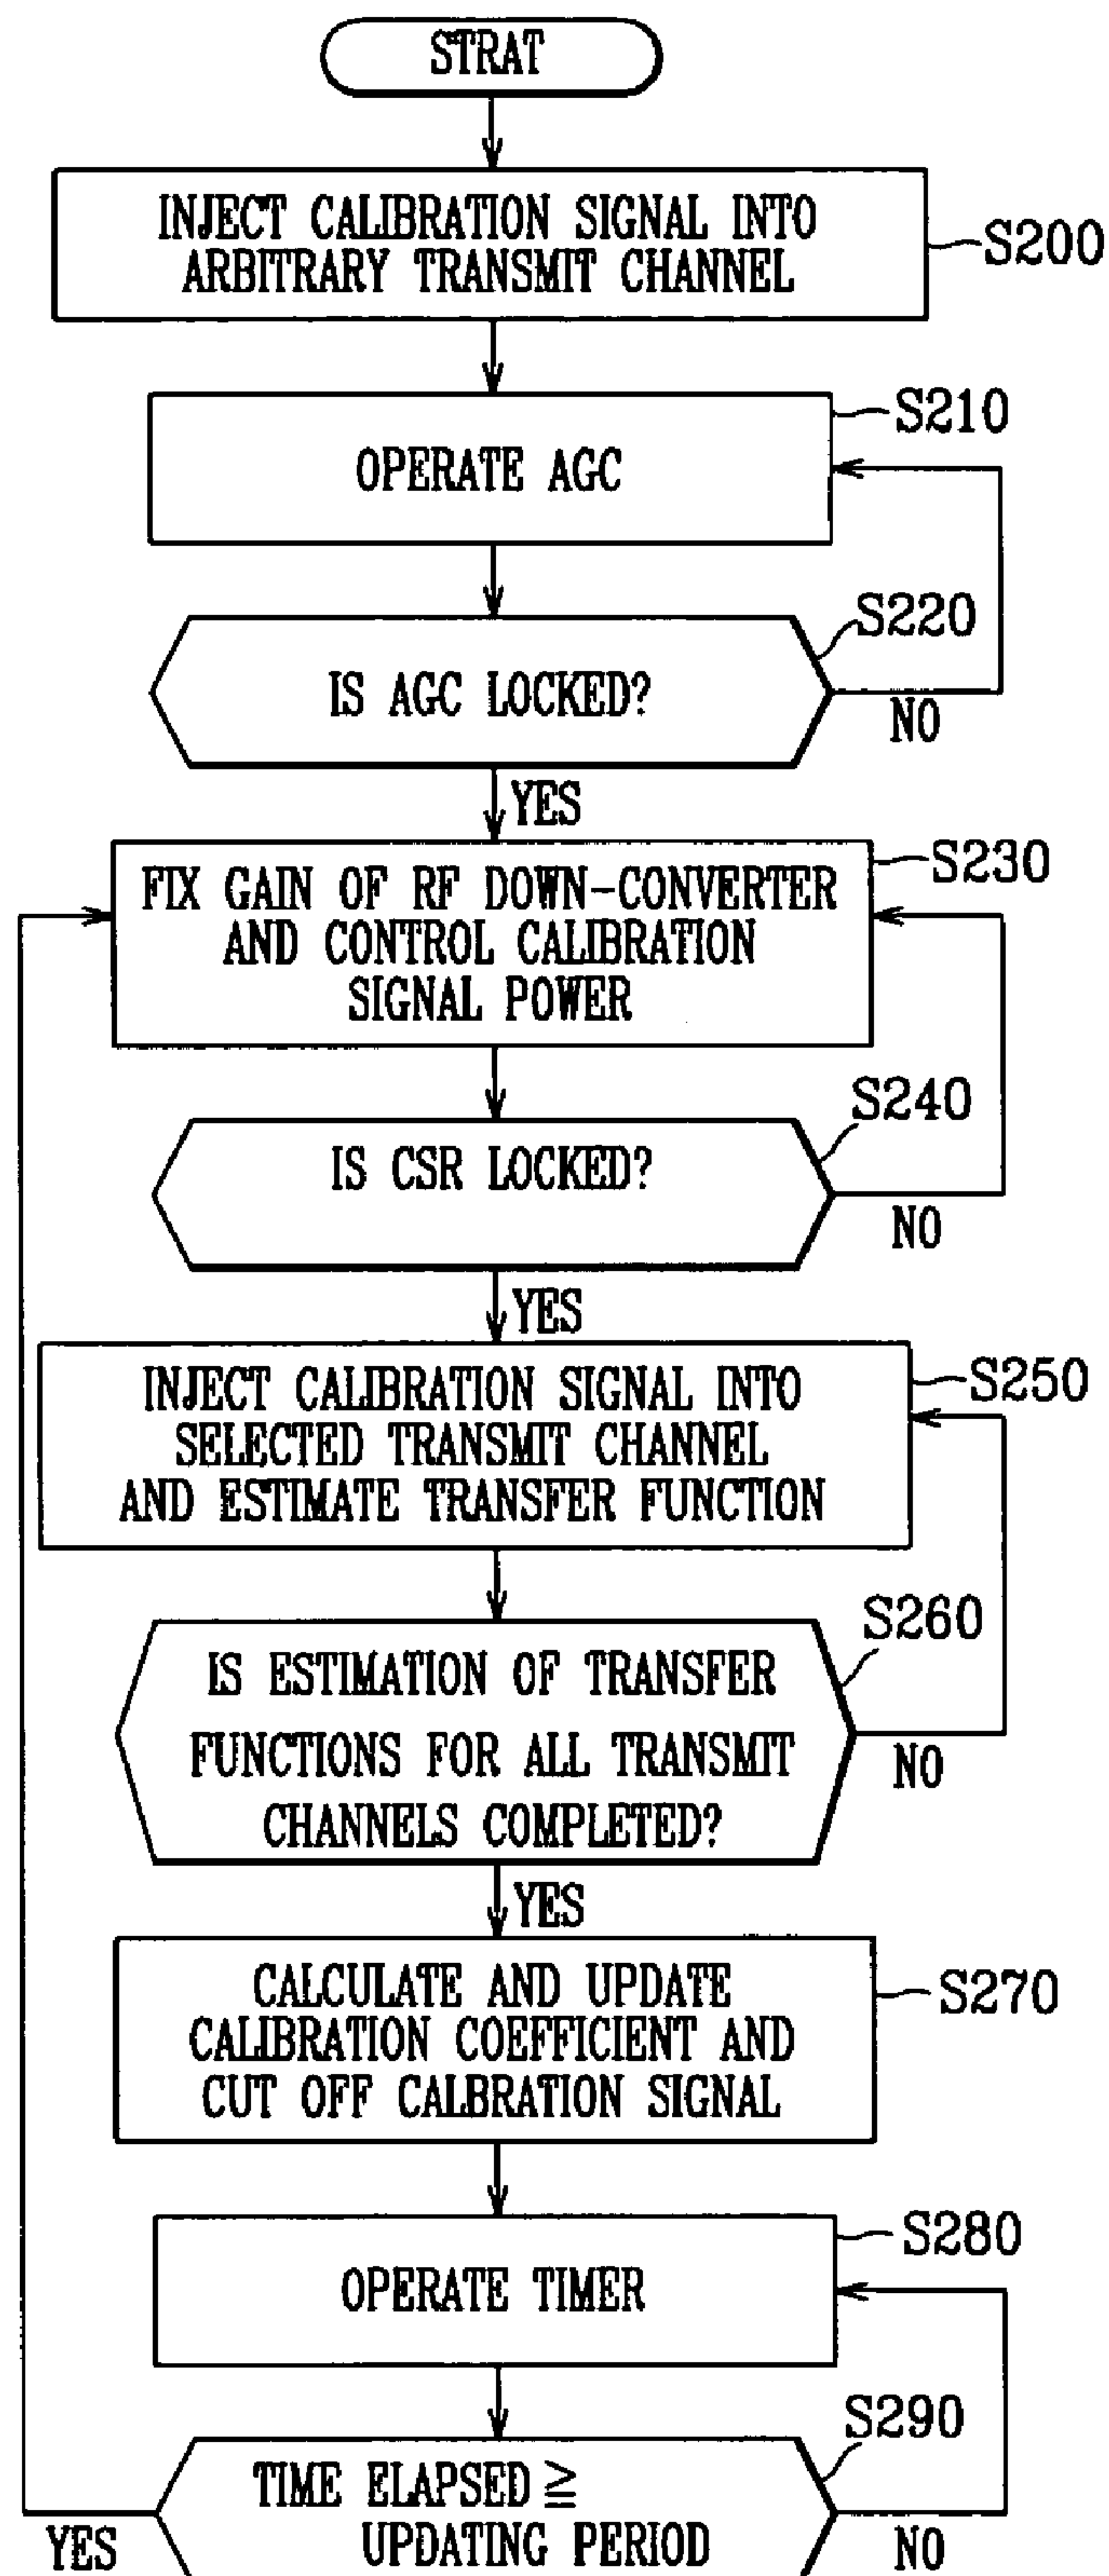 STRAT
INJECT CALIBRATION SIGNAL INTO
ARBITRARY TRANSMIT CHANNEL
S200
S210
OPERATE AGC
S220
IS AGC LOCKED?
NO
YES
S230
FIX GAIN OF RF DOWN-CONVERTER
AND CONTROL CALIBRATION
SIGNAL POWER
S240
IS CSR LOCKED?
NO
YES
S250
INJECT CALIBRATION SIGNAL INTO
SELECTED TRANSMIT CHANNEL
AND ESTIMATE TRANSFER FUNCTION
S260
IS ESTIMATION OF TRANSFER
FUNCTIONS FOR ALL TRANSMIT
CHANNELS COMPLETED?
NO
YES
S270
CALCULATE AND UPDATE
CALIBRATION COEFFICIENT AND
CUT OFF CALBRATION SIGNAL
S280
OPERATE TIMER
S290
TIME ELAPSED ≧
UPDATING PERIOD
YES
NO